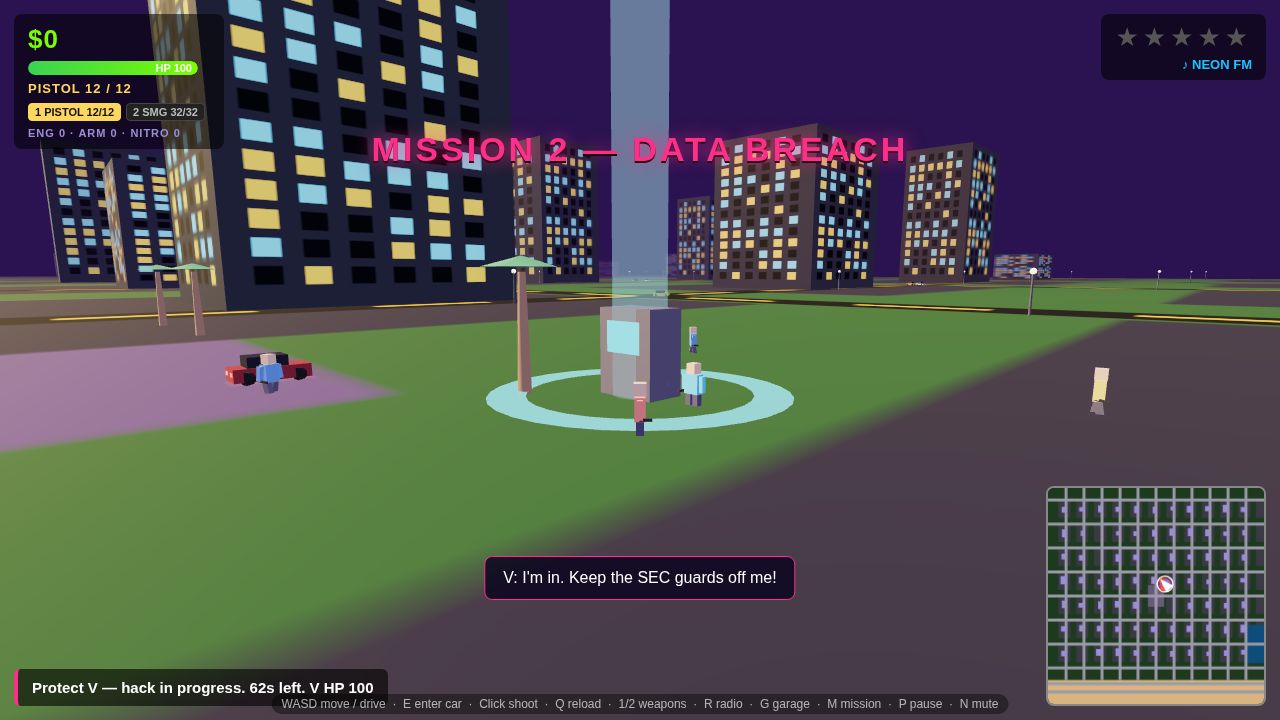 $0
HP 100
PISTOL 12 / 12
1 PISTOL 12/12
2 SMG 32/32
ENG 0 · ARM 0 · NITRO 0
★★★★★
♪ NEON FM
MISSION 2 — DATA BREACH
V: I'm in. Keep the SEC guards off me!
Protect V — hack in progress. 62s left. V HP 100
WASD move / drive · E enter car · Click shoot · Q reload · 1/2 weapons · R radio · G garage · M mission · P pause · N mute